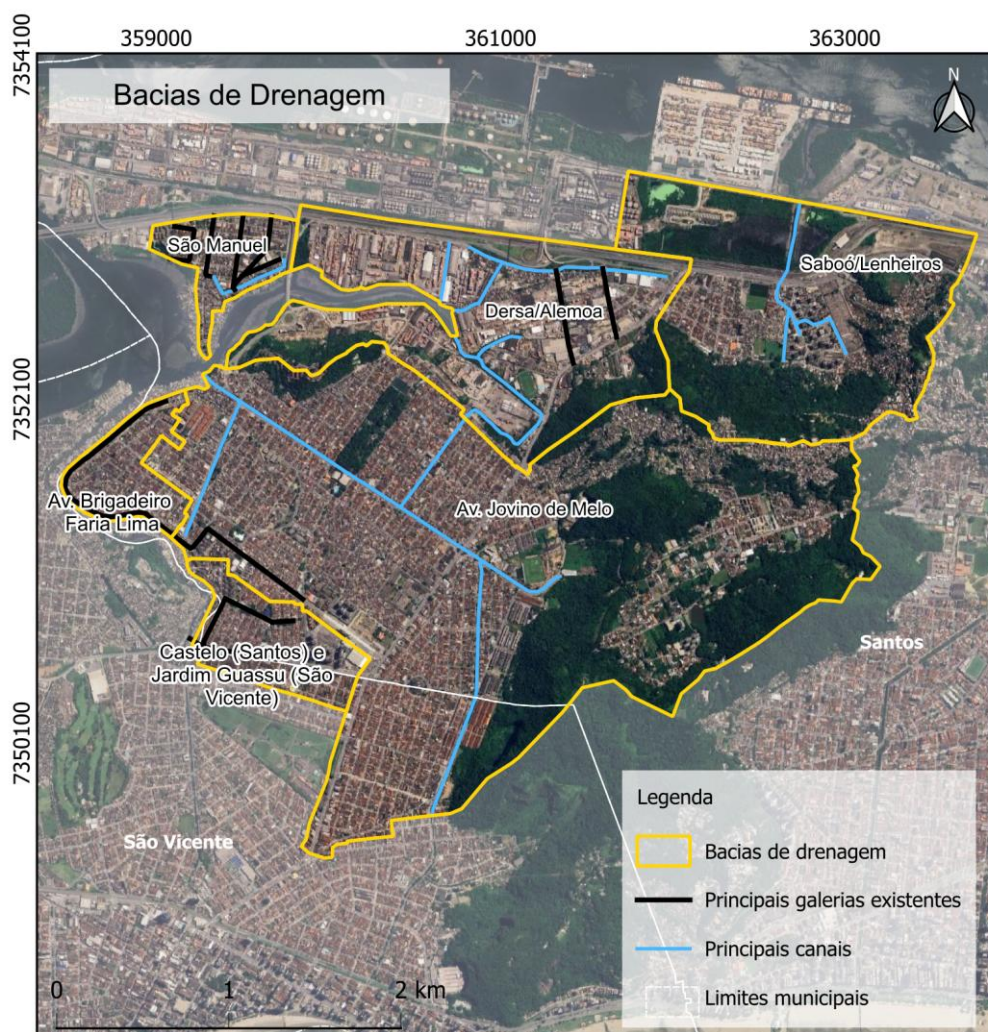 359000
361000
363000
7354100
Bacias de Drenagem
N
São Manuel
Saboó/Lenheiros
Dersa/Alemoa
7352100
Av. Brigadeiro
Faria Lima
Av. Jovino de Melo
Castelo (Santos) e
Jardim Guassu (São
Vicente)
Santos
7350100
São Vicente
Legenda
Bacias de drenagem
Principais galerias existentes
Principais canais
Limites municipais
0
1
2 km